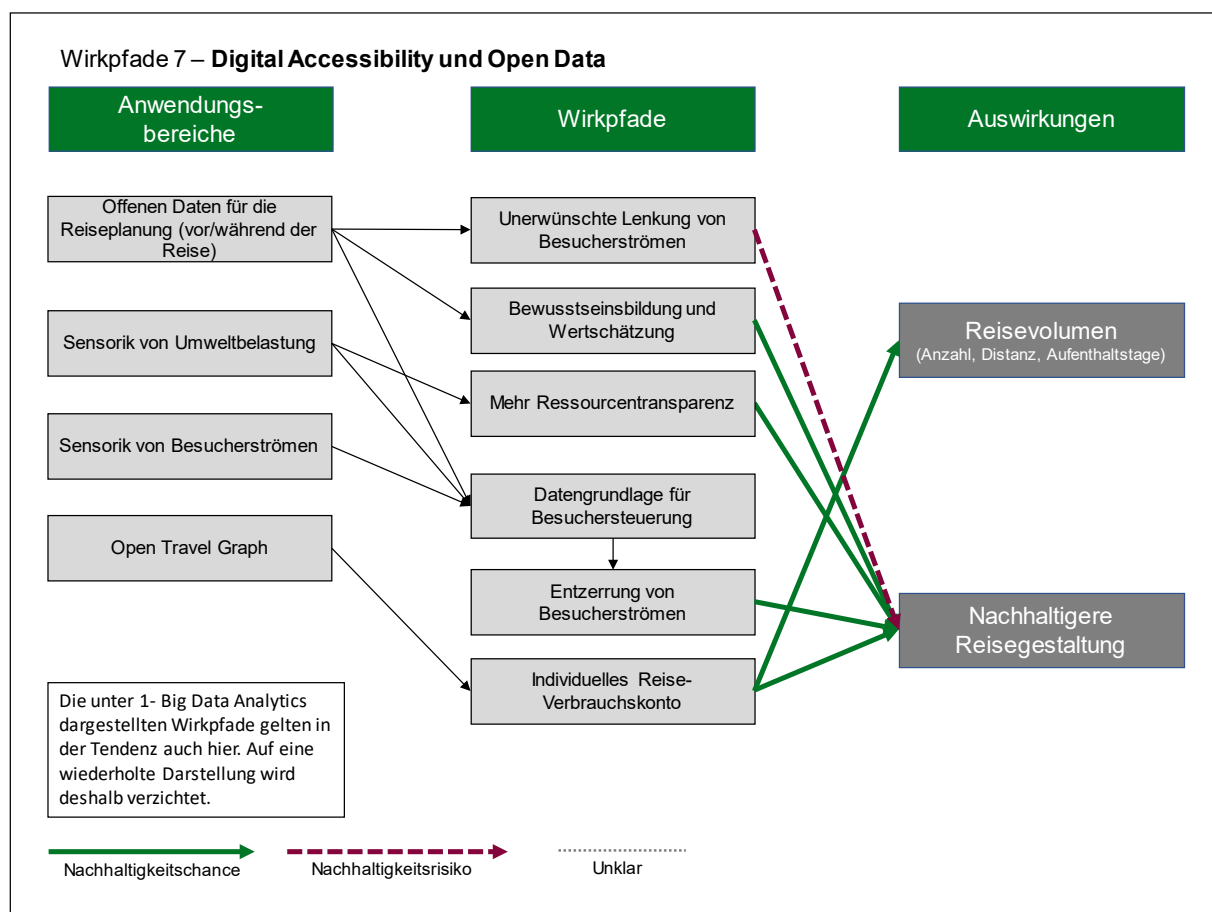 Wirkpfade 7 – Digital Accessibility und Open Data
Anwendungs-
bereiche
Wirkpfade
Auswirkungen
Offenen Daten für die
Reiseplanung (vor/während der
Reise)
Sensorik von Umweltbelastung
Sensorik von Besucherströmen
Open Travel Graph
Unerwünschte Lenkung von
Besucherströmen
Bewusstseinsbildung und
Wertschätzung
Mehr Ressourcentransparenz
Datengrundlage für
Besuchersteuerung
Entzerrung von
Besucherströmen
Individuelles Reise-
Verbrauchskonto
Reisevolumen
(Anzahl, Distanz, Aufenthaltstage)
Nachhaltigere
Reisegestaltung
Die unter 1- Big Data Analytics
dargestellten Wirkpfade gelten in
der Tendenz auch hier. Auf eine
wiederholte Darstellung wird
deshalb verzichtet.
Nachhaltigkeitschance
Nachhaltigkeitsrisiko
Unklar